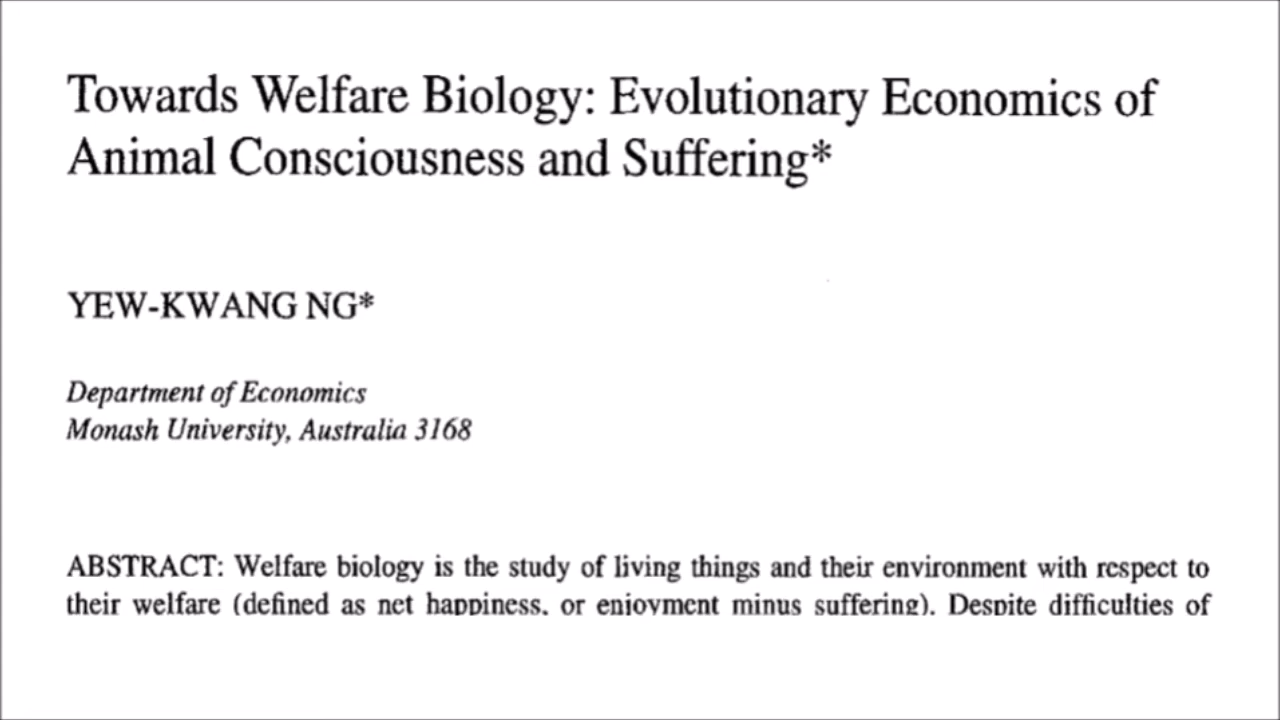 Towards Welfare Biology: Evolutionary Economics of
Animal Consciousness and Suffering*
YEW-KWANG NG*
Department of Economics
Monash University, Australia 3168
ABSTRACT: Welfare biology is the study of living things and their environment with respect to
their welfare (defined as net happiness, or enjoyment minus suffering). Despite difficulties of